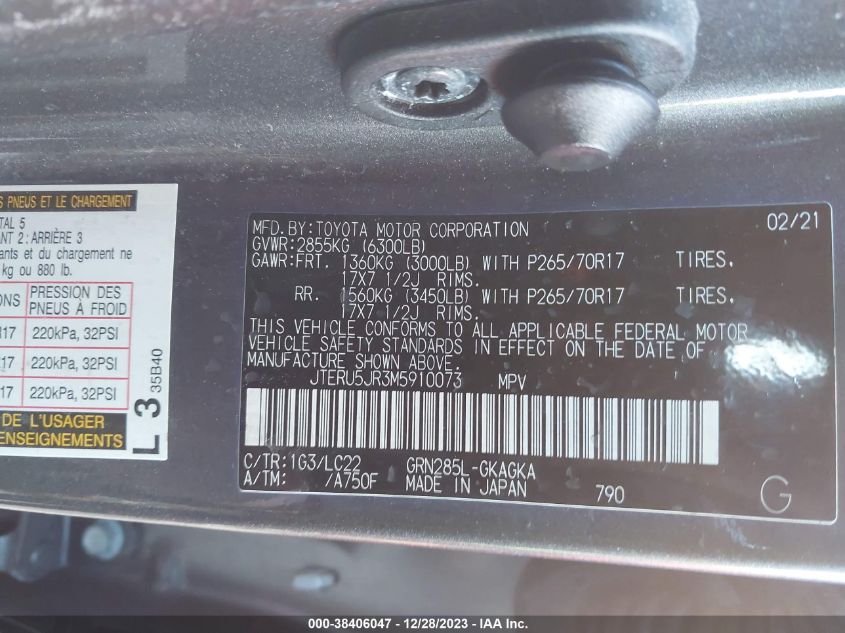 S PNEUS ET LE CHARGEMENT
TAL 5
ANT 2 : ARRIÈRE 3
ants et du chargement ne
kg ou 880 lb.
ONS PRESSION DES PNEUS À FROID
R17 220kPa, 32PSI
17 220kPa, 32PSI
17 220kPa, 32PSI
DE L'USAGER
ENSEIGNEMENTS
L 3 35B40
MFD.BY:TOYOTA MOTOR CORPORATION 02/21
GVWR:2855KG (6300LB)
GAWR:FRT. 1360KG (3000LB) WITH P265/70R17 TIRES.
17X7 1/2J RIMS.
RR. 1560KG (3450LB) WITH P265/70R17 TIRES.
17X7 1/2J RIMS.
THIS VEHICLE CONFORMS TO ALL APPLICABLE FEDERAL MOTOR
VEHICLE SAFETY STANDARDS IN EFFECT ON THE DATE OF
MANUFACTURE SHOWN ABOVE.
JTERU5JR3M5910073 MPV
C/TR:1G3/LC22 GRN285L-GKAGKA
A/TM: /A750F MADE IN JAPAN 790 G
000-38406047 — 12/28/2023 — IAA Inc.